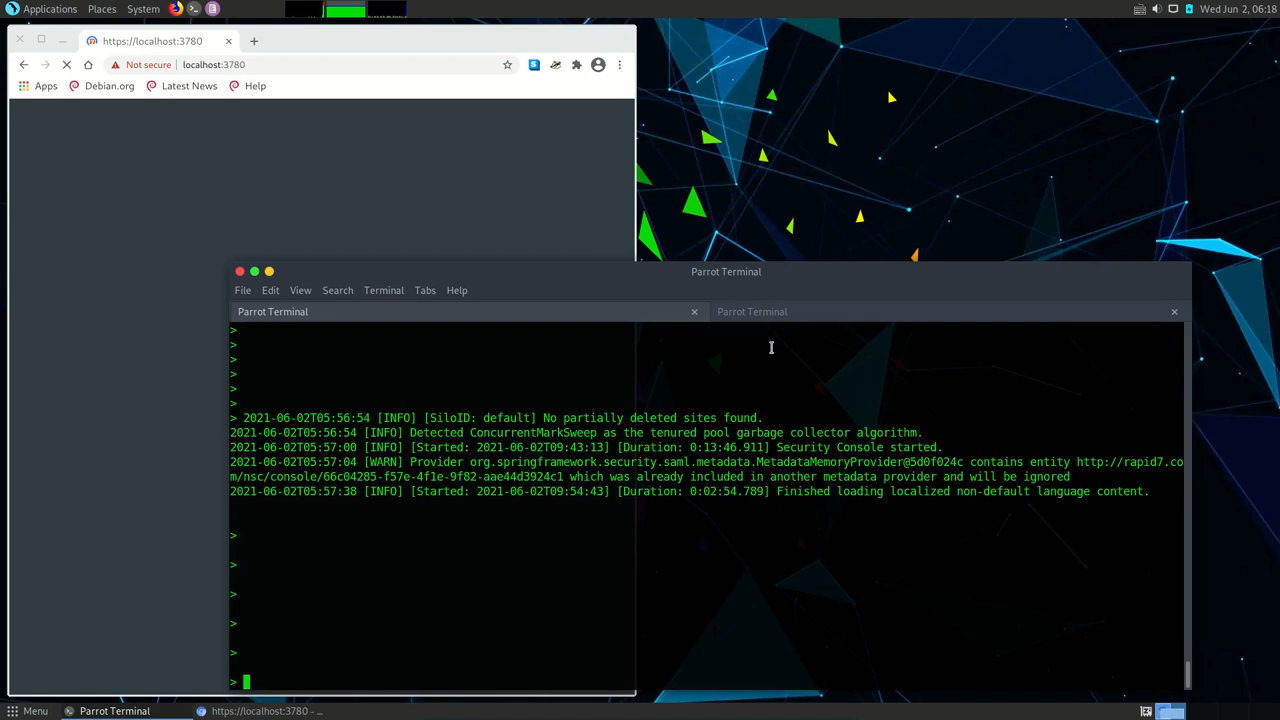 Applications Places System
Wed Jun 2, 06:18
https://localhost:3780
Not secure localhost:3780
Apps Debian.org Latest News Help
Parrot Terminal
File Edit View Search Terminal Tabs Help
Parrot Terminal Parrot Terminal
>
>
>
>
>
>
> 2021-06-02T05:56:54 [INFO] [SiloID: default] No partially deleted sites found.
2021-06-02T05:56:54 [INFO] Detected ConcurrentMarkSweep as the tenured pool garbage collector algorithm.
2021-06-02T05:57:00 [INFO] [Started: 2021-06-02T09:43:13] [Duration: 0:13:46.911] Security Console started.
2021-06-02T05:57:04 [WARN] Provider org.springframework.security.saml.metadata.MetadataMemoryProvider@5d0f024c contains entity http://rapid7.co
m/nsc/console/66c04285-f57e-4f1e-9f82-aae44d3924c1 which was already included in another metadata provider and will be ignored
2021-06-02T05:57:38 [INFO] [Started: 2021-06-02T09:54:43] [Duration: 0:02:54.789] Finished loading localized non-default language content.
>
>
>
>
>
>
Menu Parrot Terminal https://localhost:3780 - ...